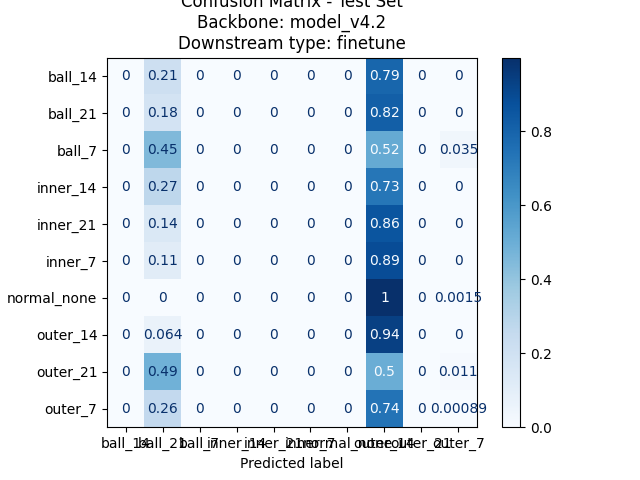 Confusion Matrix - Test Set
Backbone: model_v4.2
Downstream type: finetune
ball_14 0 0.21 0 0 0 0 0 0.79 0 0
ball_21 0 0.18 0 0 0 0 0 0.82 0 0
0.8
ball_7 0 0.45 0 0 0 0 0 0.52 0 0.035
inner_14 0 0.27 0 0 0 0 0 0.73 0 0
0.6
inner_21 0 0.14 0 0 0 0 0 0.86 0 0
inner_7 0 0.11 0 0 0 0 0 0.89 0 0
0.4
normal_none 0 0 0 0 0 0 0 1 0 0.0015
outer_14 0 0.064 0 0 0 0 0 0.94 0 0
0.2
outer_21 0 0.49 0 0 0 0 0 0.5 0 0.011
outer_7 0 0.26 0 0 0 0 0 0.74 0 0.00089
0.0
ball_14 ball_21 ball_7 inner_14 inner_21 inner_7 normal_none outer_14 outer_21 outer_7
Predicted label